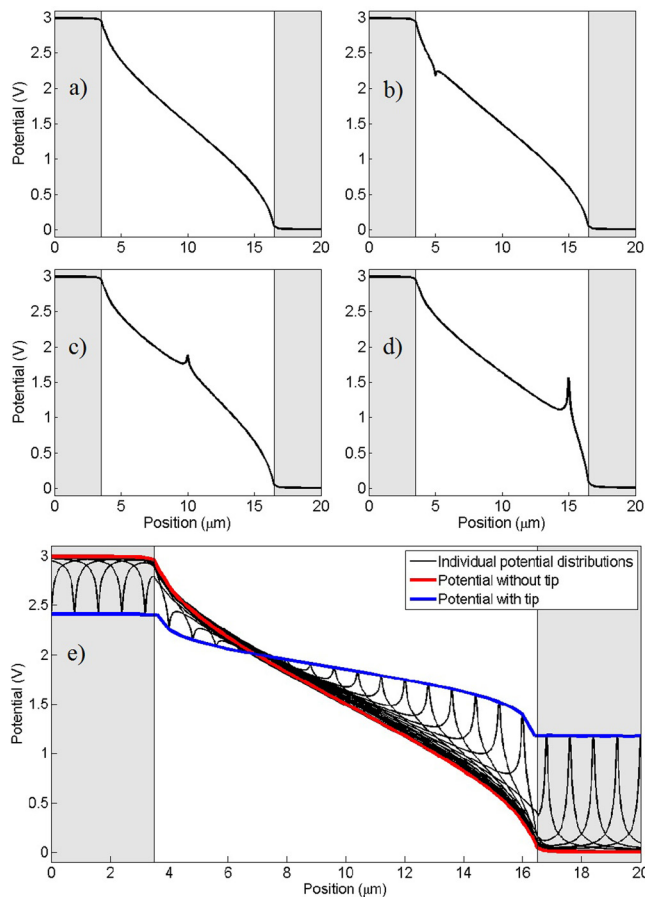 3
2.5
2
1.5
1
0.5
0
Potential (V)
a)
0 5 10 15 20
3
2.5
2
1.5
1
0.5
0
b)
0 5 10 15 20
3
2.5
2
1.5
1
0.5
0
Potential (V)
c)
0 5 10 15 20
Position (μm)
3
2.5
2
1.5
1
0.5
0
d)
0 5 10 15 20
Position (μm)
3
2.5
2
1.5
1
0.5
0
Potential (V)
e)
Individual potential distributions
Potential without tip
Potential with tip
0 2 4 6 8 10 12 14 16 18 20
Position (μm)